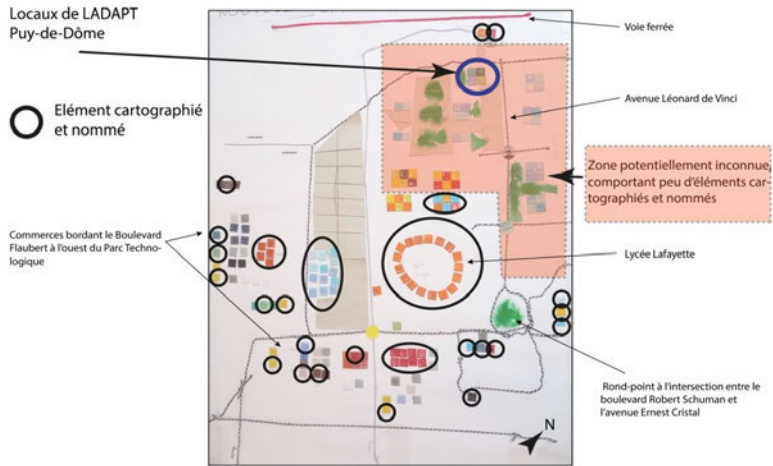 Locaux de LADAPT
Puy-de-Dôme
Elément cartographié
et nommé
Voie ferrée
Avenue Léonard de Vinci
Zone potentiellement inconnue,
comportant peu d'éléments car-
tographiés et nommés
Commerces bordant le Boulevard
Flaubert à l'ouest du Parc Techno-
logique
Lycée Lafayette
Rond-point à l'intersection entre le
boulevard Robert Schuman et
l'avenue Ernest Cristal
N